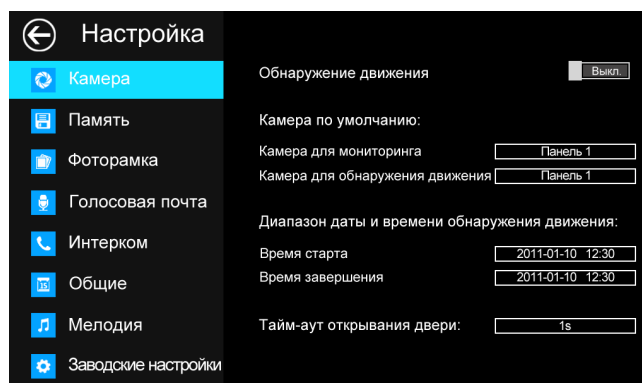 Настройка
Камера
Память
Фоторамка
Голосовая почта
Интерком
15
Общие
Мелодия
Заводские настройки
Обнаружение движения Выкл.
Камера по умолчанию:
Камера для мониторинга Панель 1
Камера для обнаружения движения Панель 1
Диапазон даты и времени обнаружения движения:
Время старта 2011-01-10 12:30
Время завершения 2011-01-10 12:30
Тайм-аут открывания двери: 1s